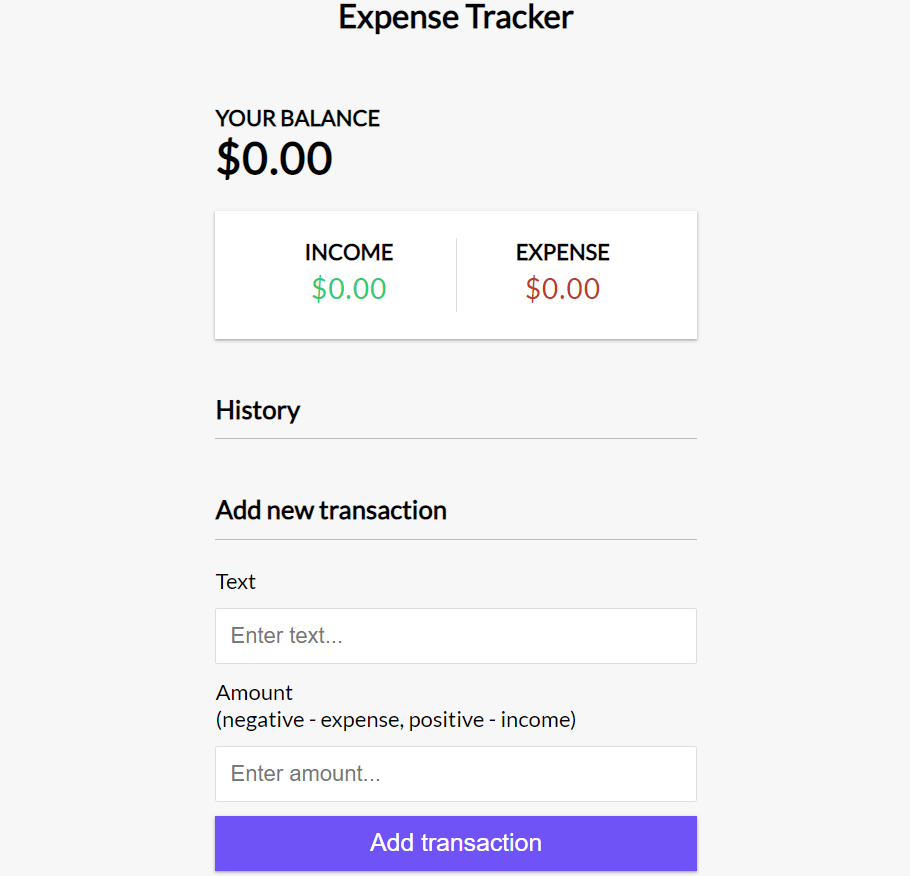 Expense Tracker
YOUR BALANCE
$0.00
INCOME
EXPENSE
$0.00
$0.00
History
Add new transaction
Text
Enter text...
Amount
(negative - expense, positive - income)
Enter amount...
Add transaction